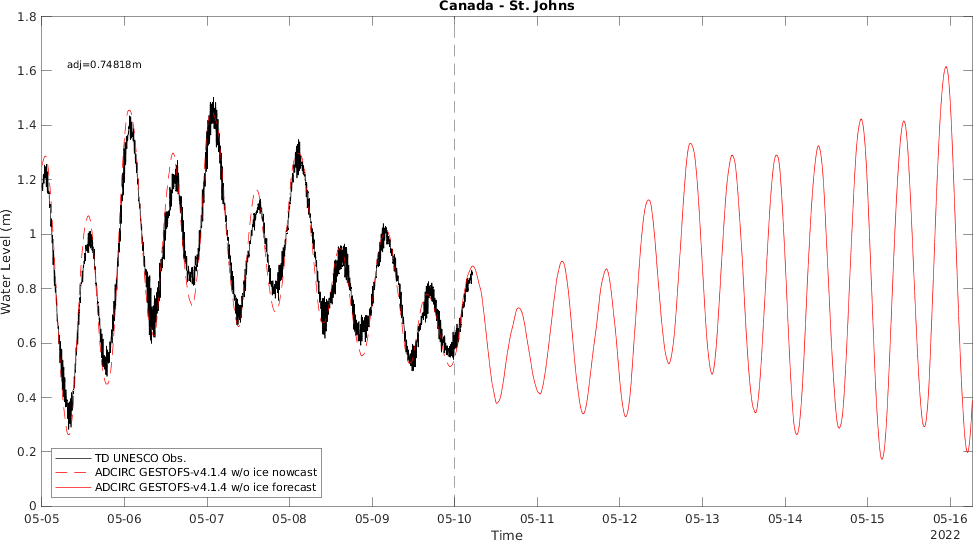 Canada - St. Johns
adj=0.74818m
Water Level (m)
1.8
1.6
1.4
1.2
1
0.8
0.6
0.4
0.2
0
TD UNESCO Obs.
ADCIRC GESTOFS-v4.1.4 w/o ice nowcast
ADCIRC GESTOFS-v4.1.4 w/o ice forecast
05-05 05-06 05-07 05-08 05-09 05-10 05-11 05-12 05-13 05-14 05-15 05-16
Time
2022